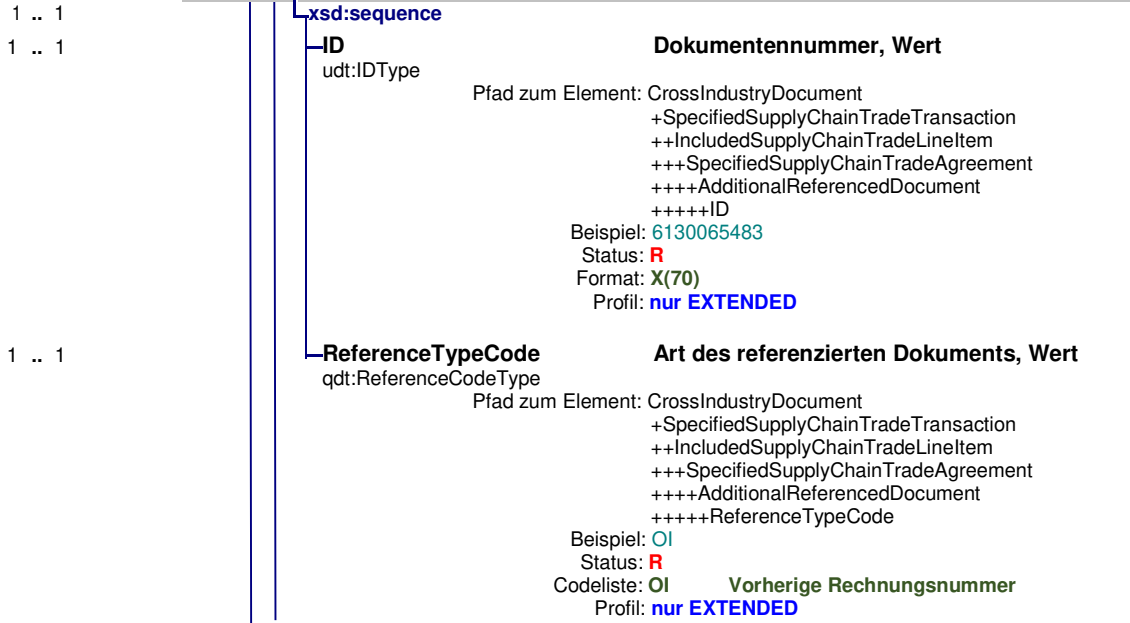 1 .. 1 xsd:sequence
1 .. 1 ID Dokumentennummer, Wert
udt:IDType
Pfad zum Element: CrossIndustryDocument
+SpecifiedSupplyChainTradeTransaction
++IncludedSupplyChainTradeLineItem
+++SpecifiedSupplyChainTradeAgreement
++++AdditionalReferencedDocument
+++++ID
Beispiel: 6130065483
Status: R
Format: X(70)
Profil: nur EXTENDED
1 .. 1 ReferenceTypeCode Art des referenzierten Dokuments, Wert
qdt:ReferenceCodeType
Pfad zum Element: CrossIndustryDocument
+SpecifiedSupplyChainTradeTransaction
++IncludedSupplyChainTradeLineItem
+++SpecifiedSupplyChainTradeAgreement
++++AdditionalReferencedDocument
+++++ReferenceTypeCode
Beispiel: OI
Status: R
Codeliste: OI Vorherige Rechnungsnummer
Profil: nur EXTENDED